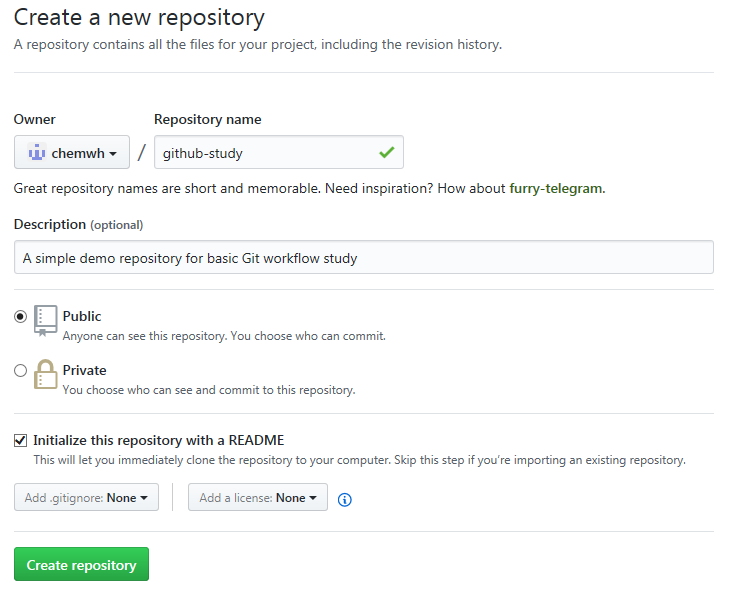 Create a new repository
A repository contains all the files for your project, including the revision history.
Owner
Repository name
chemwh / github-study
Great repository names are short and memorable. Need inspiration? How about furry-telegram.
Description (optional)
A simple demo repository for basic Git workflow study
Public
Anyone can see this repository. You choose who can commit.
Private
You choose who can see and commit to this repository.
Initialize this repository with a README
This will let you immediately clone the repository to your computer. Skip this step if you’re importing an existing repository.
Add .gitignore: None
Add a license: None
Create repository